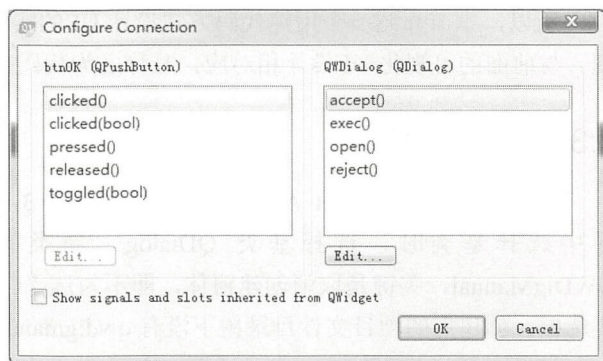 Configure Connection
btnOK (QPushButton)
QWDialog (QDialog)
clicked()
clicked(bool)
pressed()
released()
toggled(bool)
accept()
exec()
open()
reject()
Edit...
Edit...
Show signals and slots inherited from QWidget
OK
Cancel